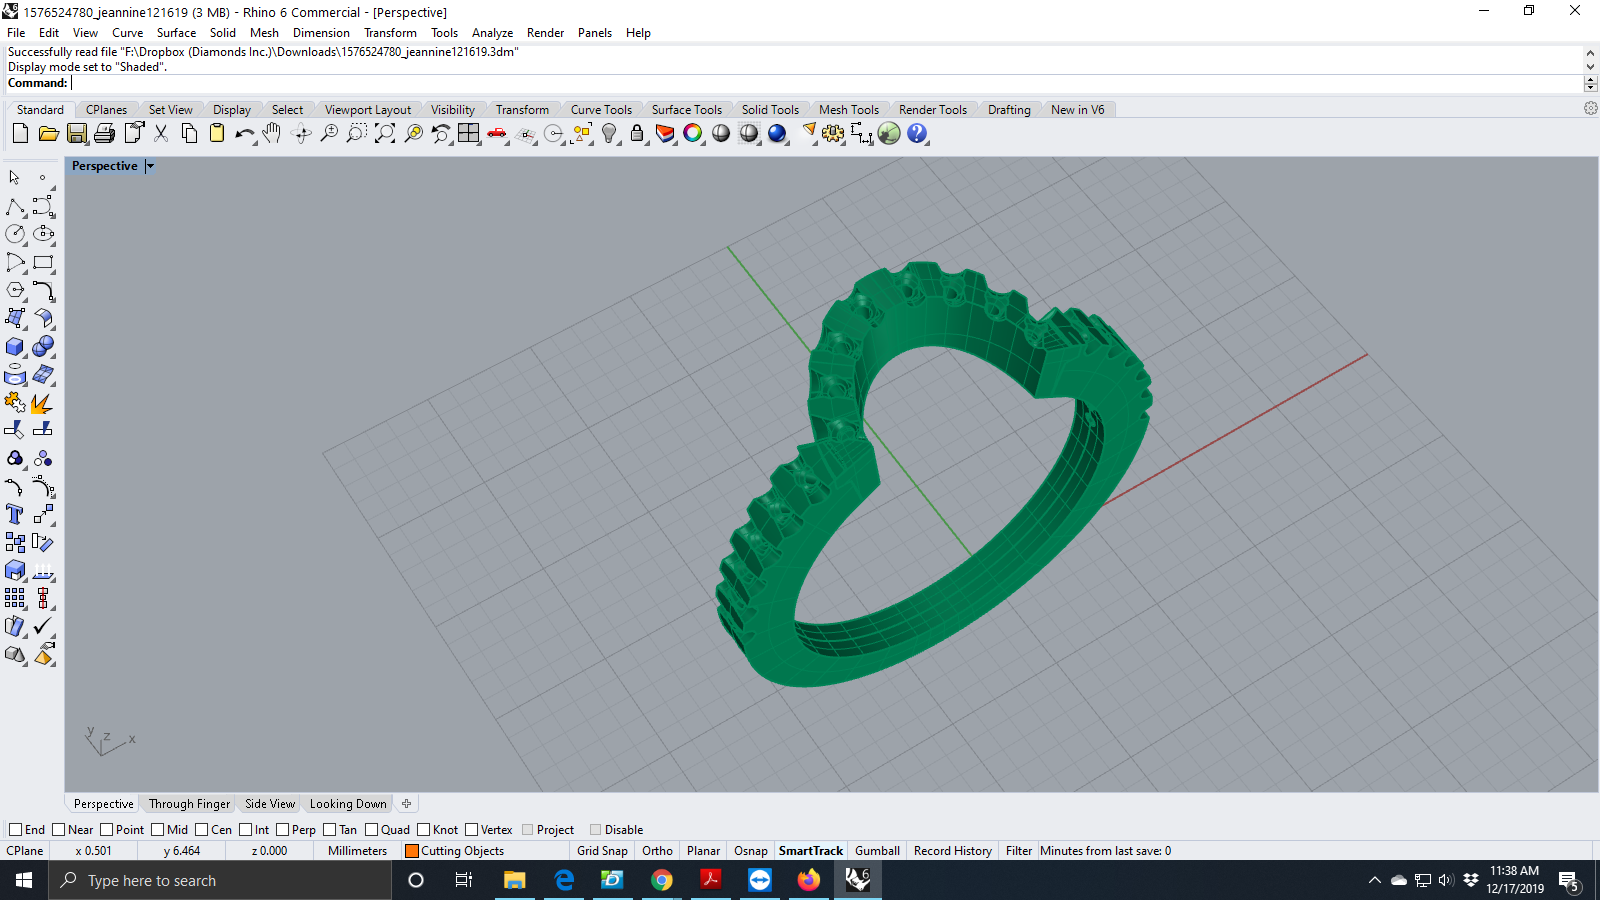 1576524780_jeannine121619 (3 MB) - Rhino 6 Commercial - [Perspective]
File Edit View Curve Surface Solid Mesh Dimension Transform Tools Analyze Render Panels Help
Successfully read file "F:\Dropbox (Diamonds Inc.)\Downloads\1576524780_jeannine121619.3dm"
Display mode set to "Shaded".
Command:
Standard CPlanes Set View Display Select Viewport Layout Visibility Transform Curve Tools Surface Tools Solid Tools Mesh Tools Render Tools Drafting New in V6
Perspective
y z x
Perspective Through Finger Side View Looking Down
End Near Point Mid Cen Int Perp Tan Quad Knot Vertex Project Disable
CPlane x 0.501 y 6.464 z 0.000 Millimeters Cutting Objects Grid Snap Ortho Planar Osnap SmartTrack Gumball Record History Filter Minutes from last save: 0
Type here to search
6
11:38 AM
12/17/2019
5